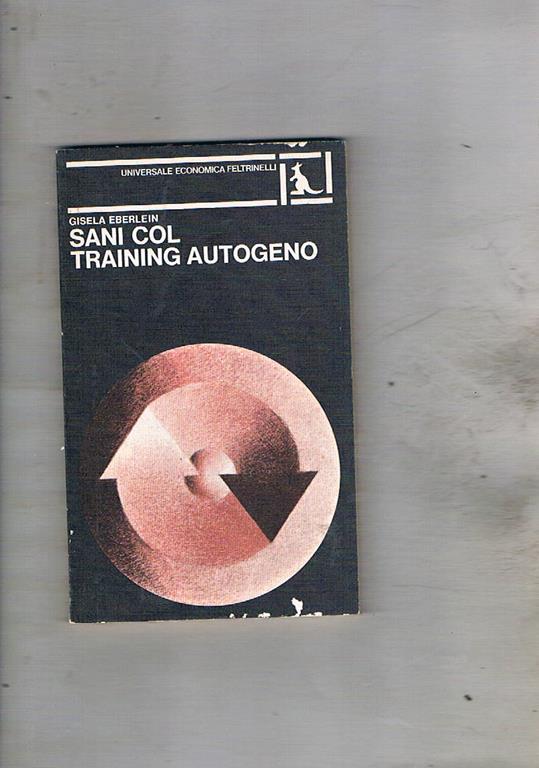 UNIVERSALE ECONOMICA FELTRINELLI
GISELA EBERLEIN
SANI COL
TRAINING AUTOGENO